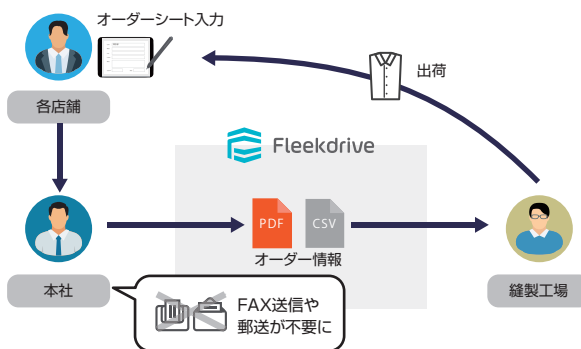 オーダーシート入力
各店舗
出荷
Fleekdrive
PDF
CSV
オーダー情報
本社
縫製工場
FAX送信や
郵送が不要に